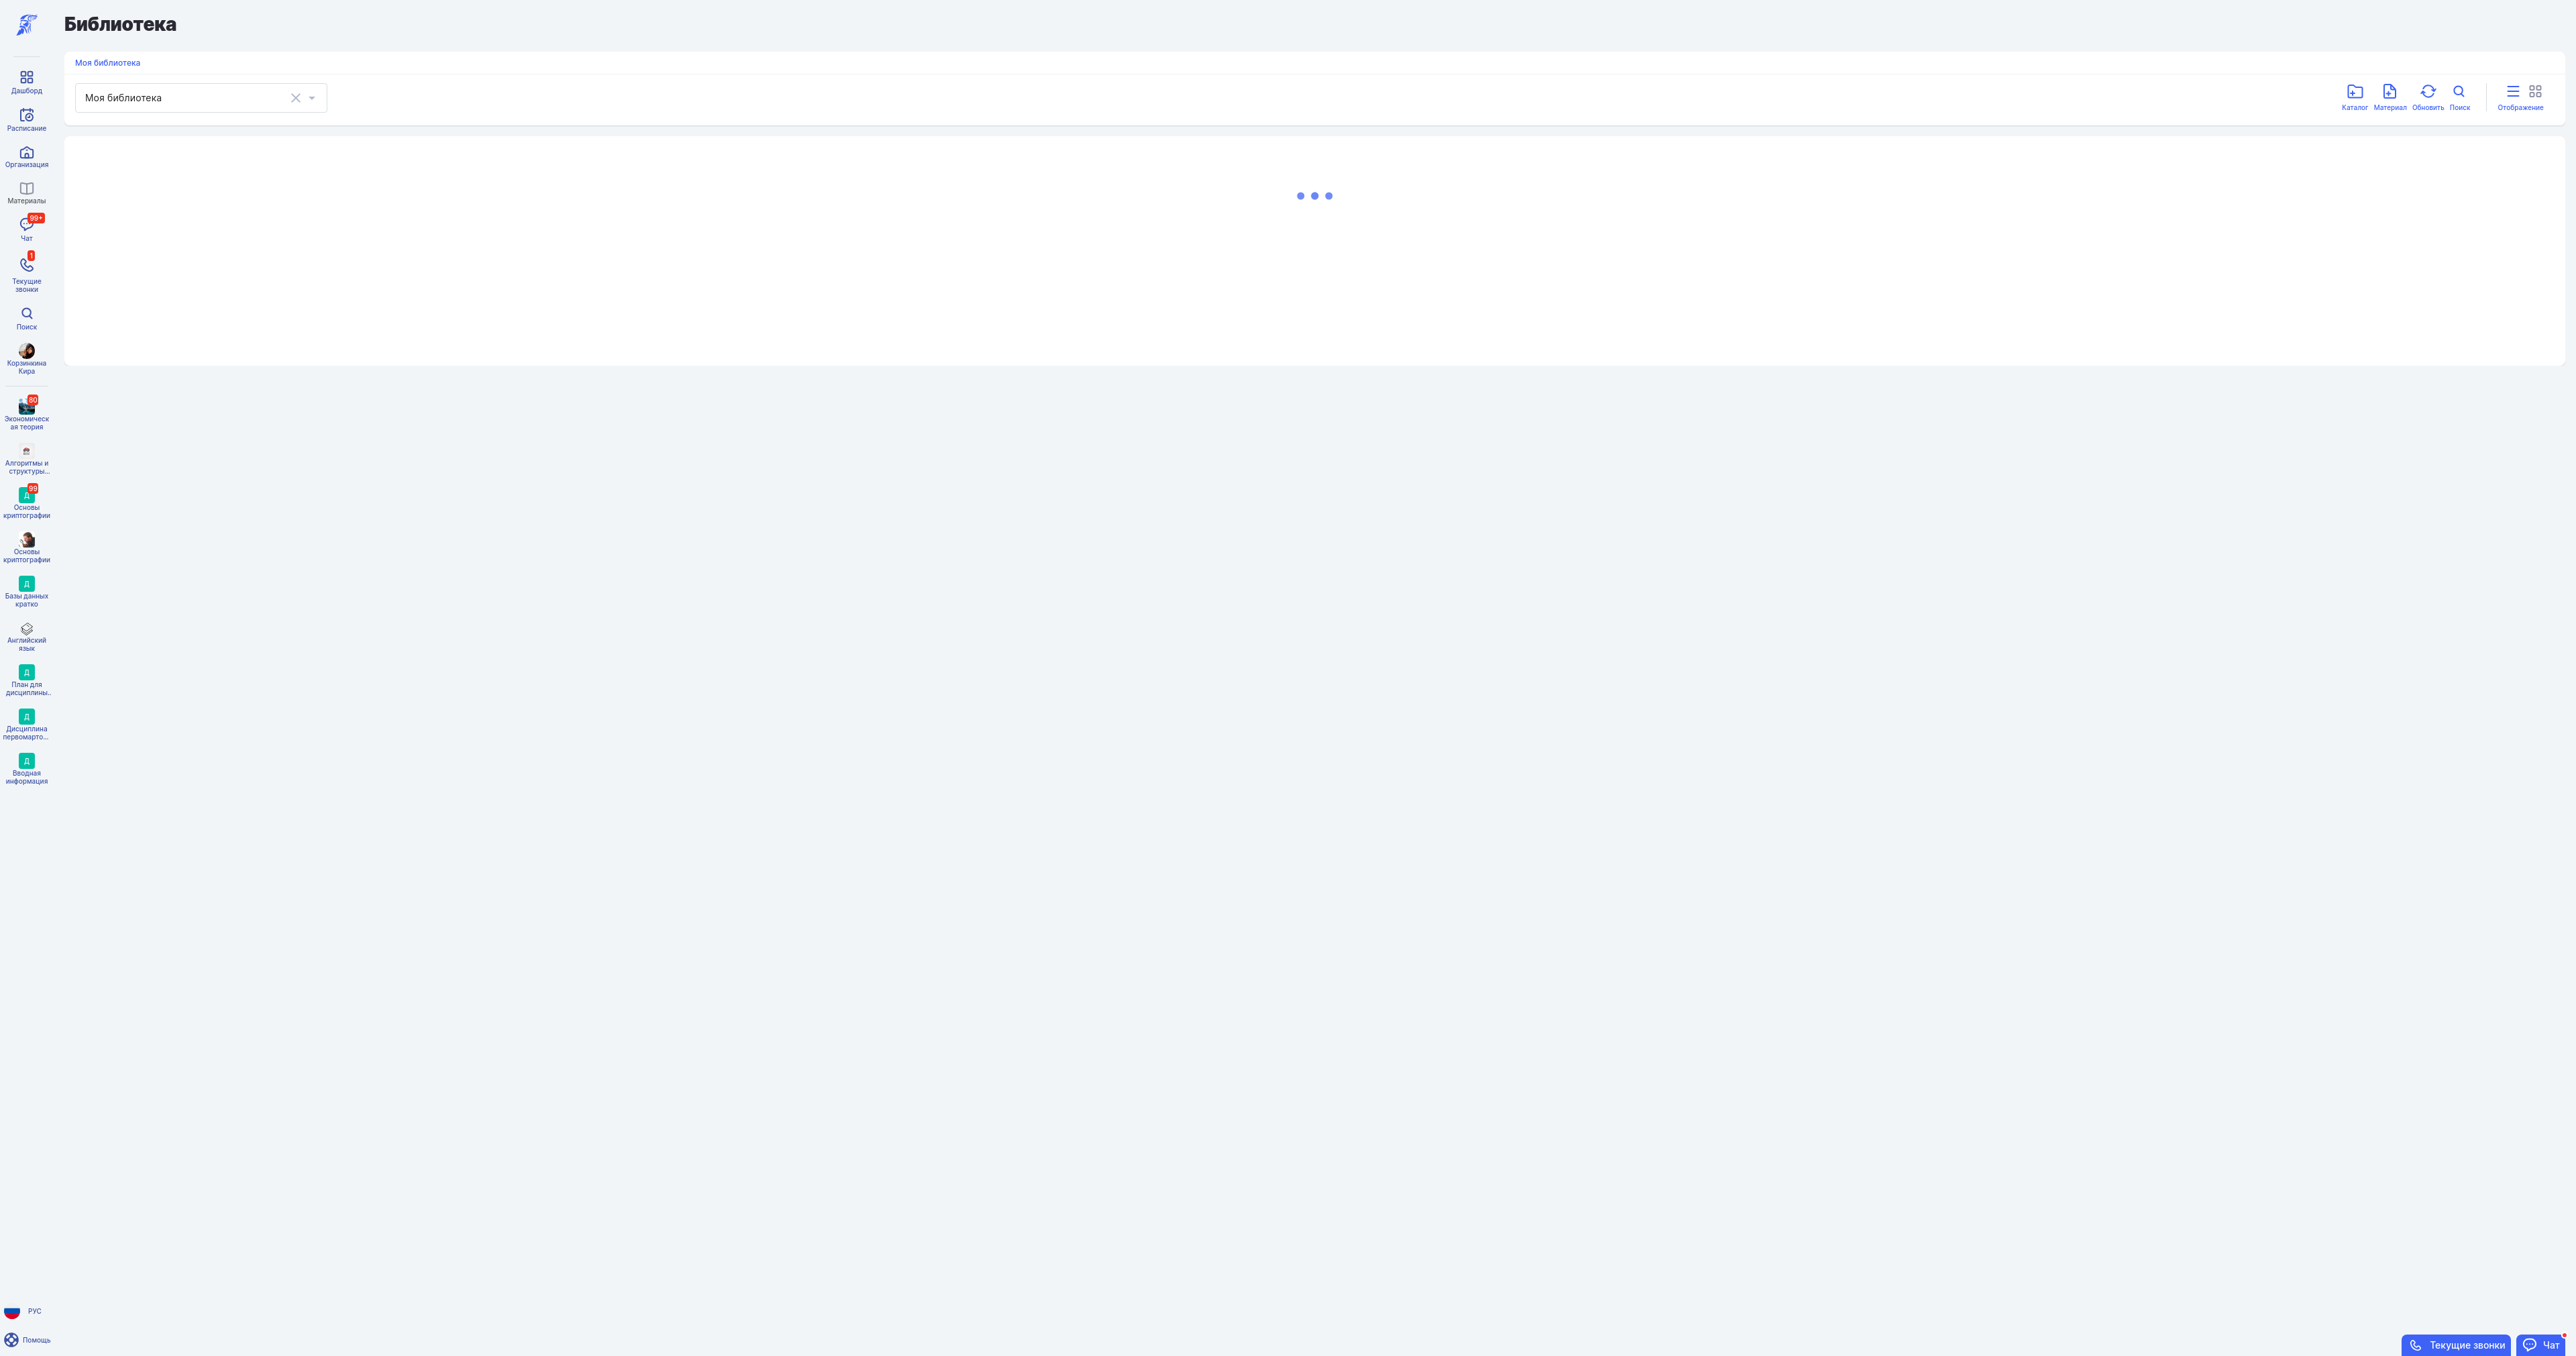 Библиотека
Моя библиотека
Моя библиотека
Каталог
Материал
Обновить
Поиск
Отображение
Дашборд
Расписание
Организация
Материалы
99+
Чат
1
Текущие
звонки
Поиск
Корзинкина
Кира
80
Экономическ
ая теория
Алгоритмы и
структуры...
99
Д
Основы
криптографии
Основы
криптографии
Д
Базы данных
кратко
Английский
язык
Д
План для
дисциплины..
Д
Дисциплина
первомарто...
Д
Вводная
информация
РУС
Помощь
Текущие звонки
Чат